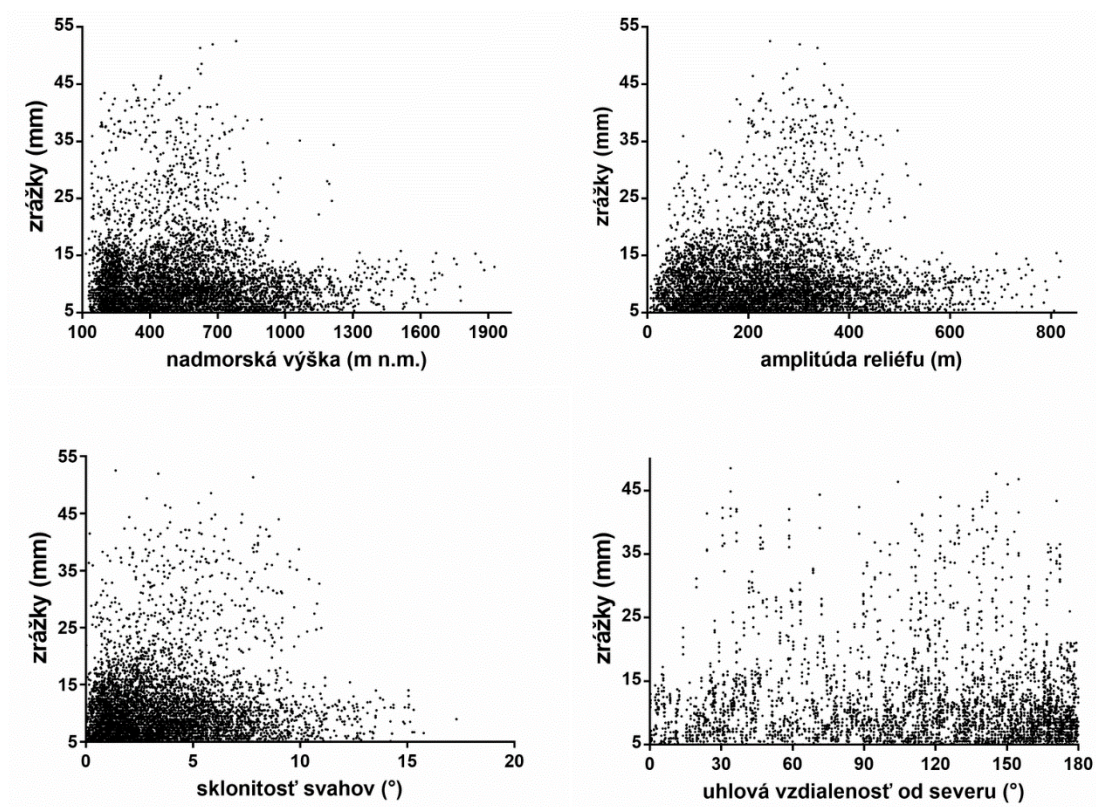 55
45
35
25
15
5
zrážky (mm)
100 400 700 1000 1300 1600 1900
nadmorská výška (m n.m.)
55
45
35
25
15
5
zrážky (mm)
0 200 400 600 800
amplitúda reliéfu (m)
55
45
35
25
15
5
zrážky (mm)
0 5 10 15 20
sklonitosť svahov (°)
45
35
25
15
5
zrážky (mm)
0 30 60 90 120 150 180
uhlová vzdialenosť od severu (°)